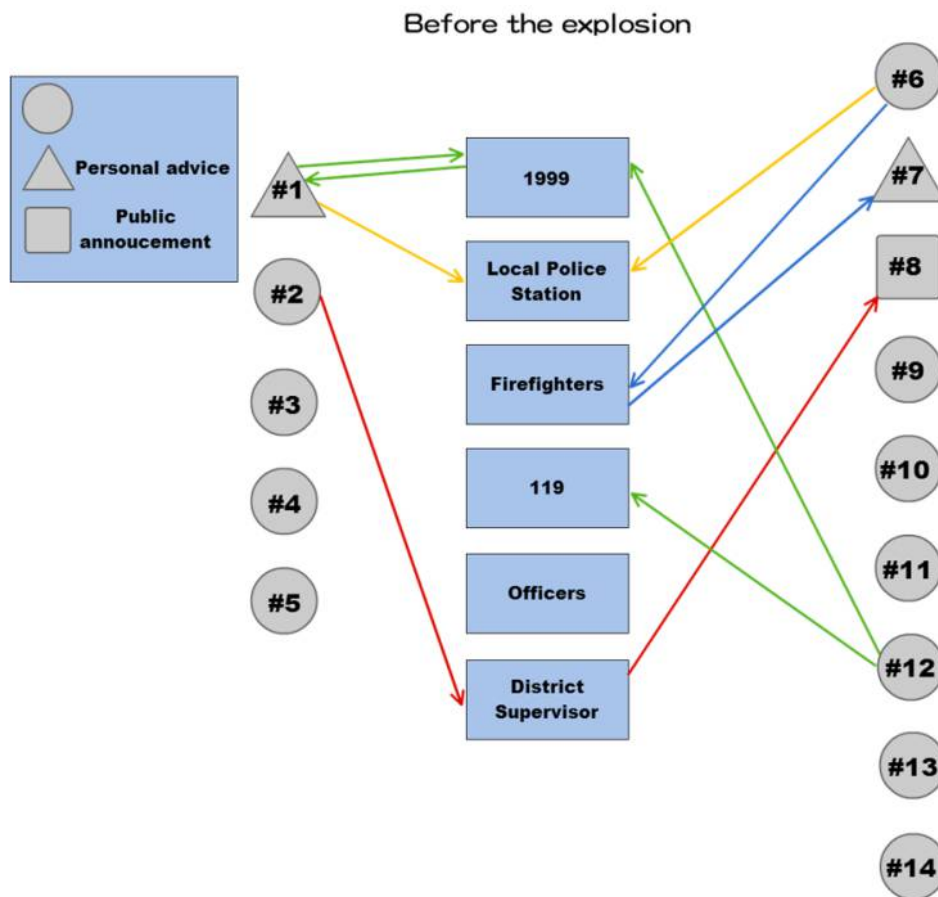 Before the explosion
Personal advice
Public
annoucement
#1
#2
#3
#4
#5
1999
Local Police
Station
Firefighters
119
Officers
District
Supervisor
#6
#7
#8
#9
#10
#11
#12
#13
#14